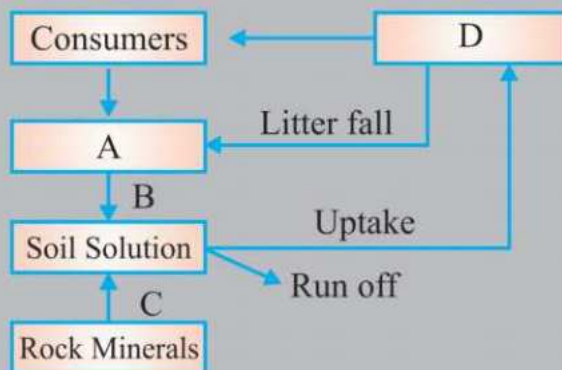 Consumers
D
Litter fall
A
B
Uptake
Soil Solution
Run off
C
Rock Minerals